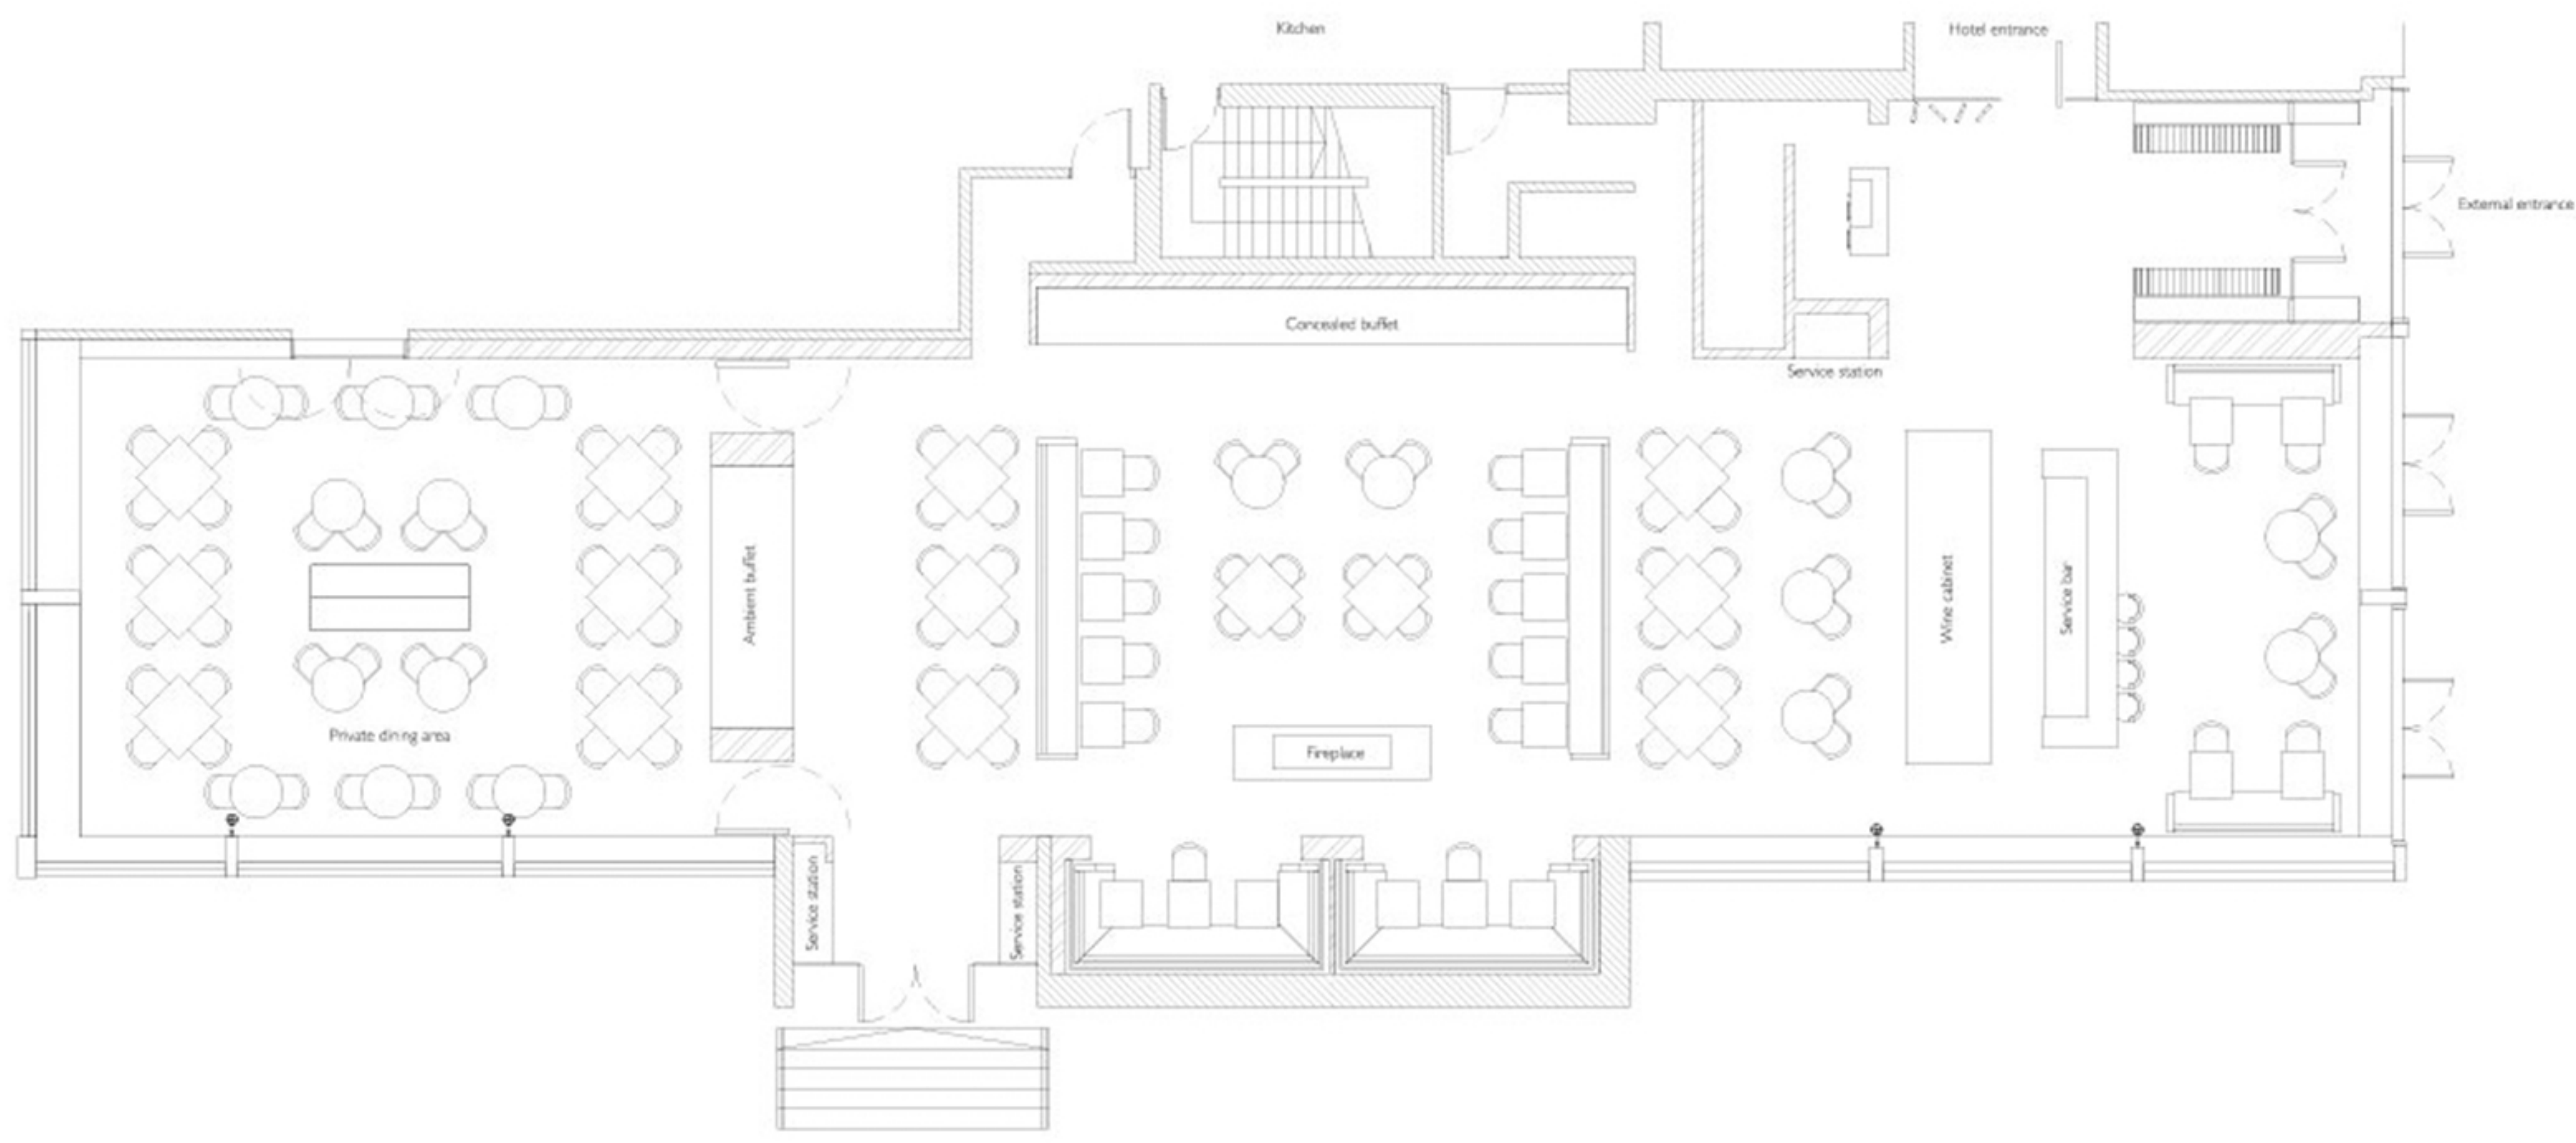 Kitchen
Hotel entrance
External entrance
Concealed buffet
Service station
Ambient buffet
Wine cabinet
Service bar
Private dining area
Fireplace
Service station
Service station